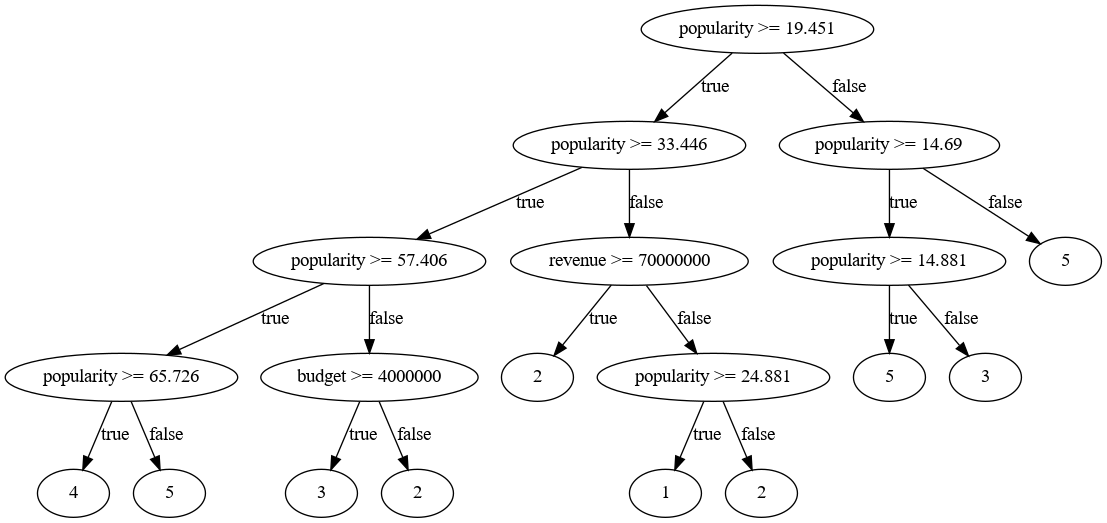 popularity >= 19.451
true
false
popularity >= 33.446
popularity >= 14.69
true
false
true
false
popularity >= 57.406
revenue >= 70000000
popularity >= 14.881
5
true
false
true
false
true
false
popularity >= 65.726
budget >= 4000000
2
popularity >= 24.881
5
3
true
false
true
false
true
false
4
5
3
2
1
2